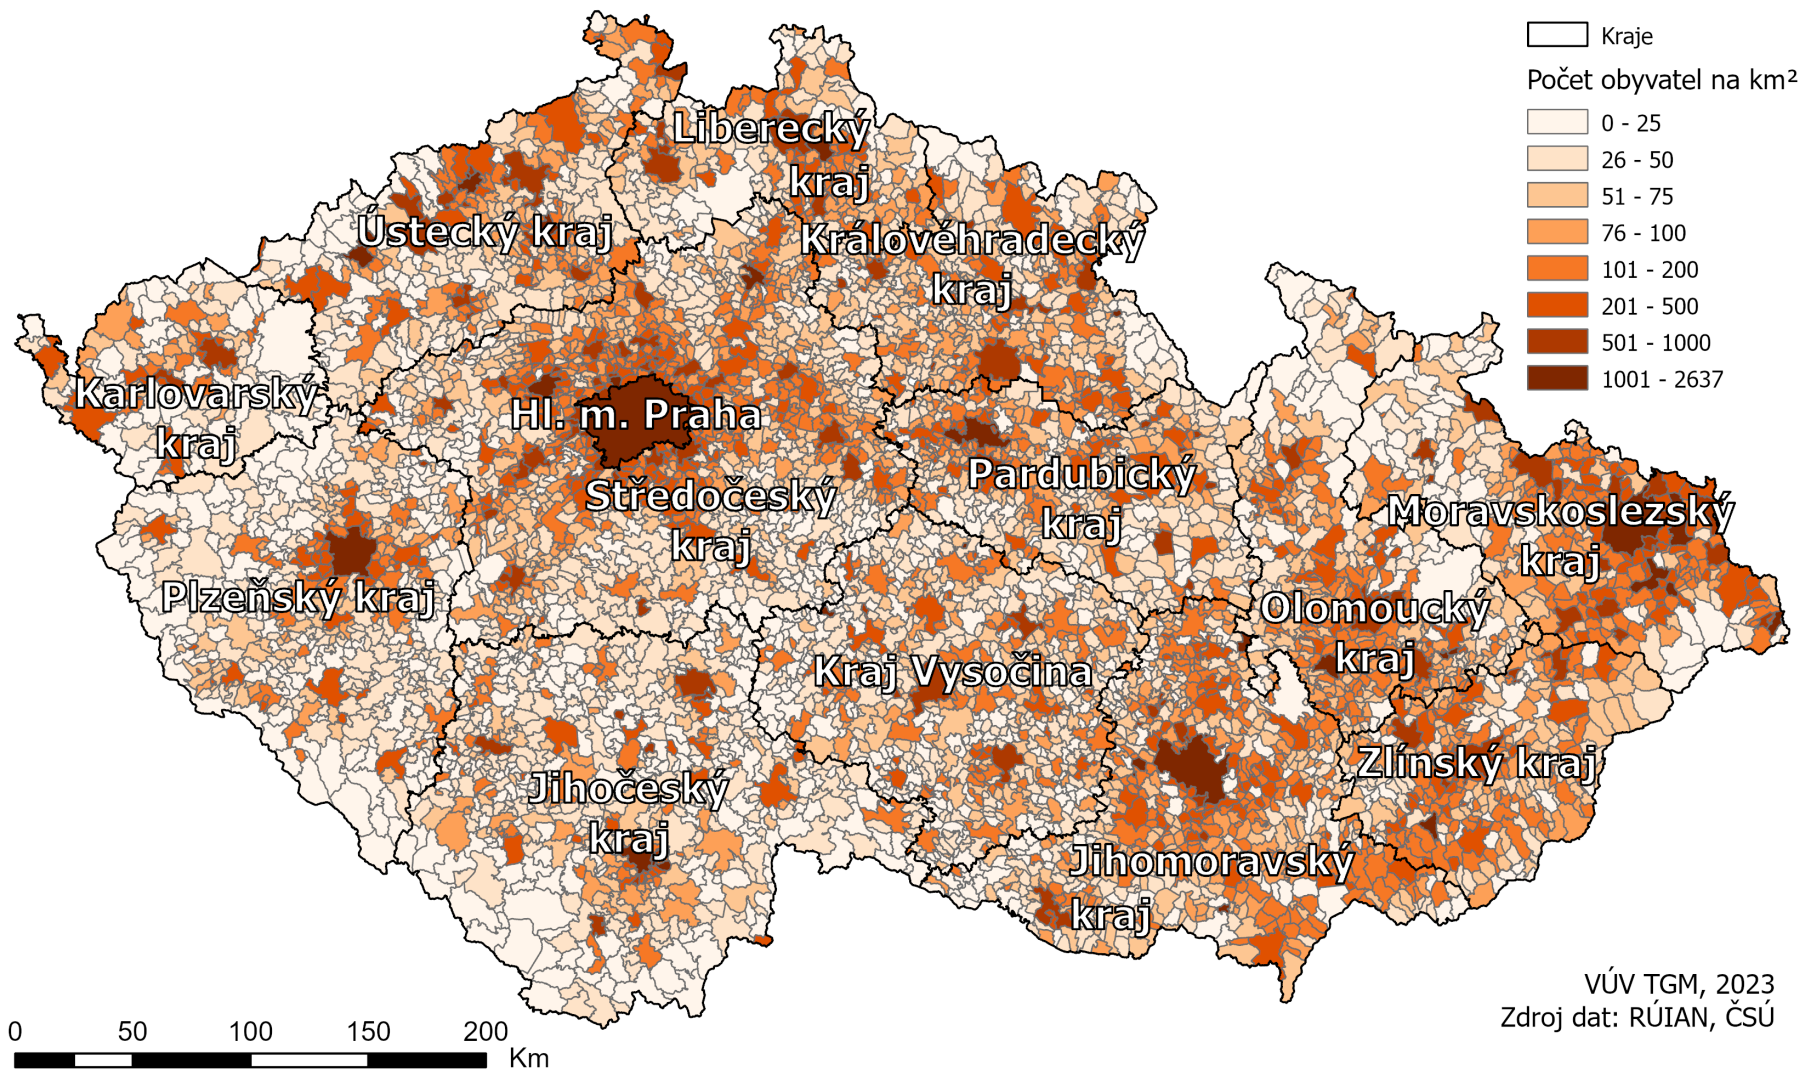 Kraje
Počet obyvatel na km²
0 - 25
26 - 50
51 - 75
76 - 100
101 - 200
201 - 500
501 - 1000
1001 - 2637
Liberecký
kraj
Ústecký kraj
Královéhradecký
kraj
Karlovarský
kraj
Hl. m. Praha
Středočeský
kraj
Pardubický
kraj
Moravskoslezský
kraj
Plzeňský kraj
Olomoucký
kraj
Kraj Vysočina
Zlínský kraj
Jihočeský
kraj
Jihomoravský
kraj
VÚV TGM, 2023
Zdroj dat: RÚIAN, ČSÚ
0 50 100 150 200
Km